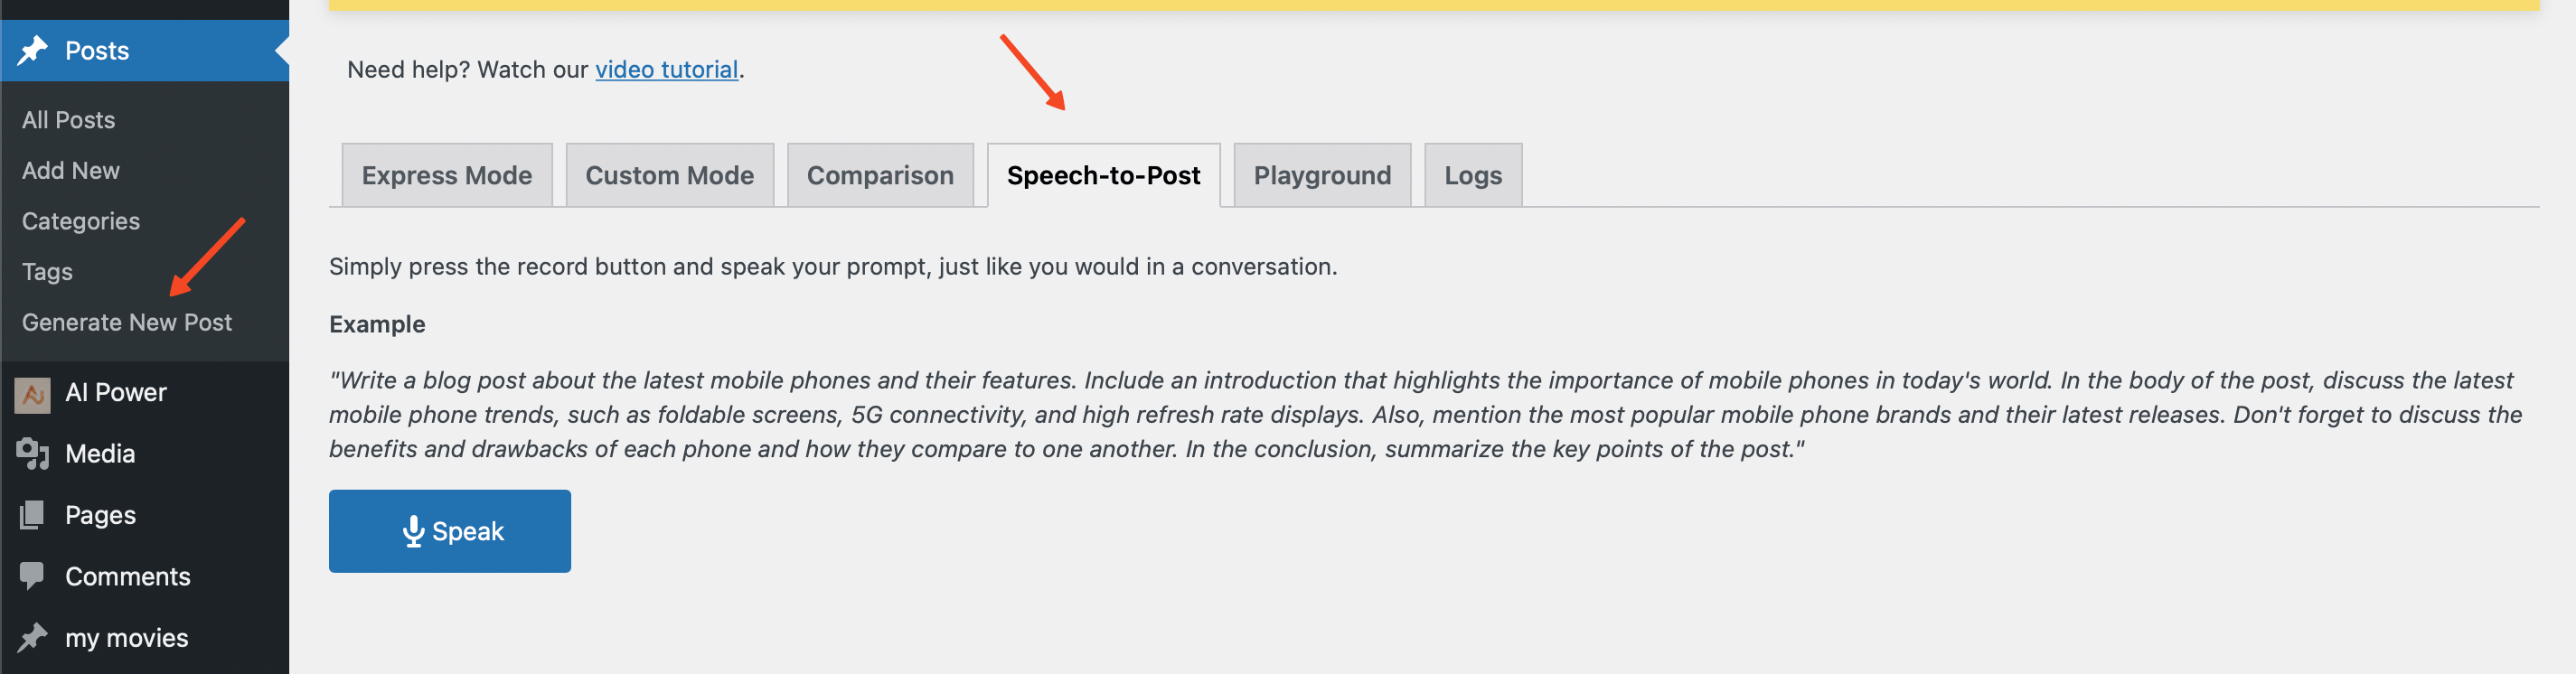 Posts
All Posts
Add New
Categories
Tags
Generate New Post
AI Power
Media
Pages
Comments
my movies
Need help? Watch our video tutorial.
Express Mode
Custom Mode
Comparison
Speech-to-Post
Playground
Logs
Simply press the record button and speak your prompt, just like you would in a conversation.
Example
"Write a blog post about the latest mobile phones and their features. Include an introduction that highlights the importance of mobile phones in today's world. In the body of the post, discuss the latest
mobile phone trends, such as foldable screens, 5G connectivity, and high refresh rate displays. Also, mention the most popular mobile phone brands and their latest releases. Don't forget to discuss the
benefits and drawbacks of each phone and how they compare to one another. In the conclusion, summarize the key points of the post."
Speak